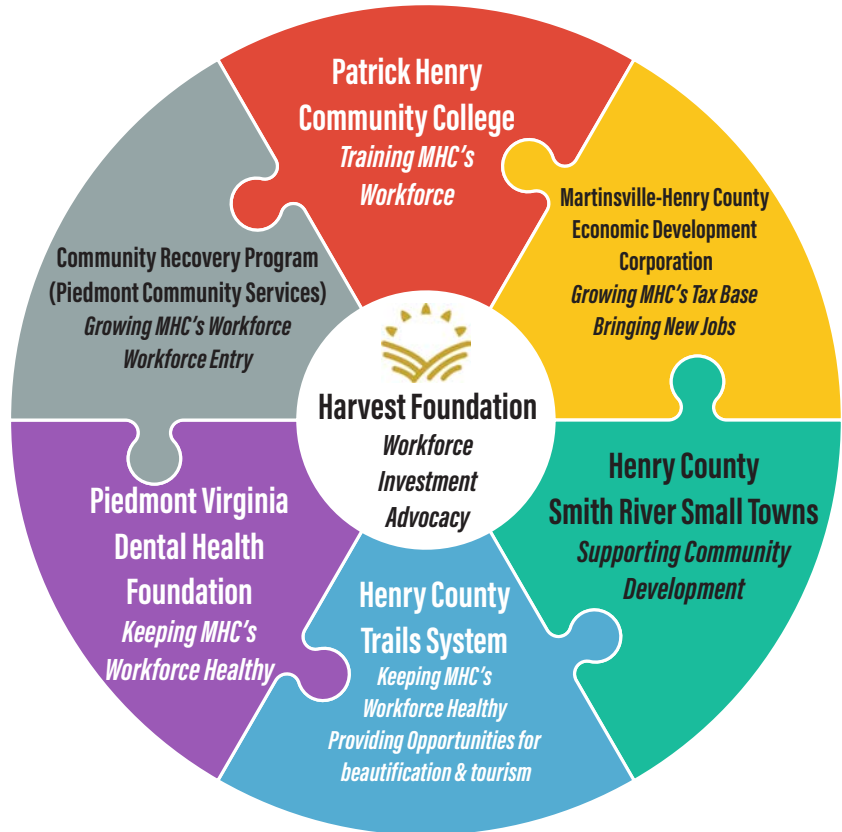 Patrick Henry
Community College
Training MHC's
Workforce
Martinsville-Henry County
Economic Development
Corporation
Growing MHC's Tax Base
Bringing New Jobs
Henry County
Smith River Small Towns
Supporting Community
Development
Henry County
Trails System
Keeping MHC's
Workforce Healthy
Providing Opportunities for
beautification & tourism
Piedmont Virginia
Dental Health
Foundation
Keeping MHC's
Workforce Healthy
Community Recovery Program
(Piedmont Community Services)
Growing MHC's Workforce
Workforce Entry
Harvest Foundation
Workforce
Investment
Advocacy